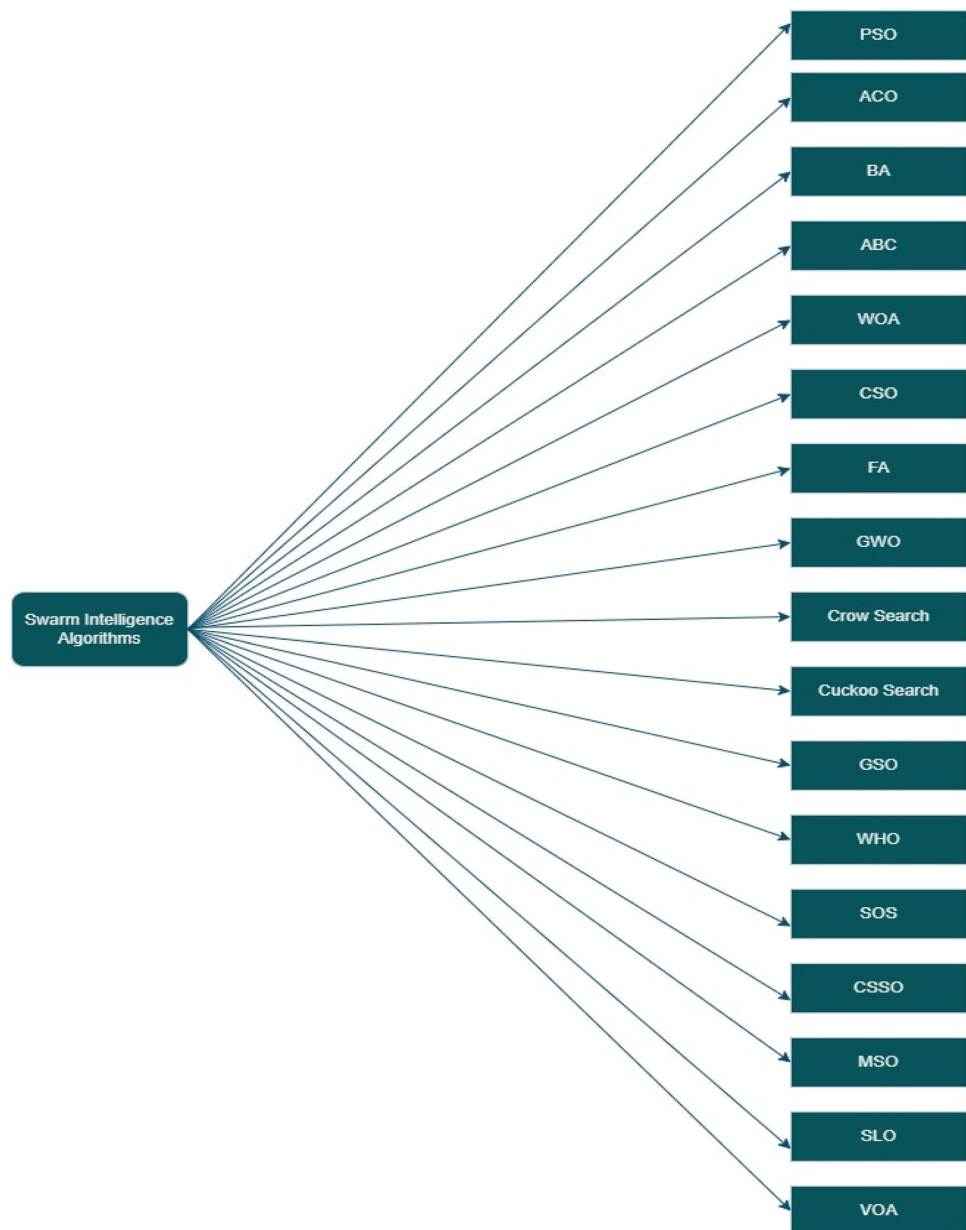 PSO
ACO
BA
ABC
WOA
CSO
FA
GWO
Swarm Intelligence
Algorithms
Crow Search
Cuckoo Search
GSO
WHO
SOS
CSSO
MSO
SLO
VOA